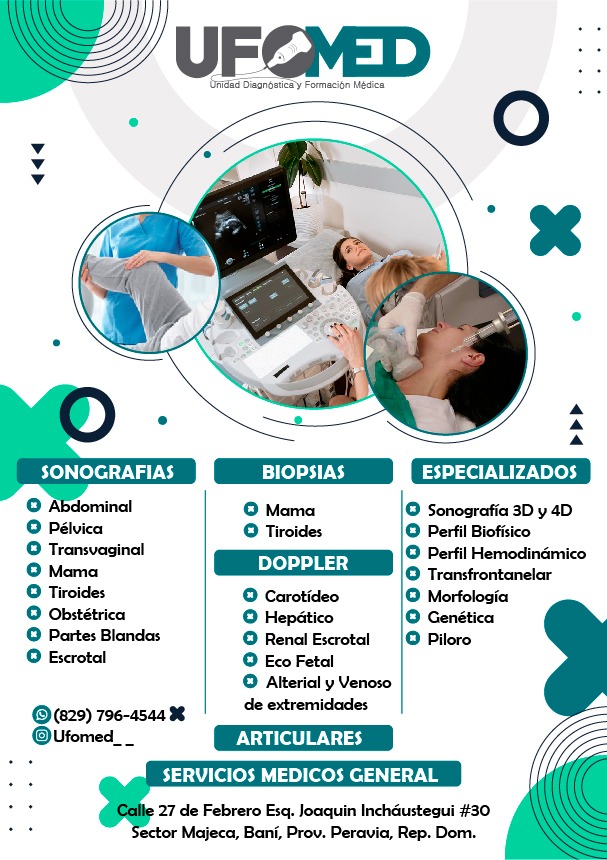 UFOMED
Unidad Diagnóstica y Formación Médica
SONOGRAFIAS
Abdominal
Pélvica
Transvaginal
Mama
Tiroides
Obstétrica
Partes Blandas
Escrotal
BIOPSIAS
Mama
Tiroides
DOPPLER
Carotídeo
Hepático
Renal Escrotal
Eco Fetal
Alterial y Venoso
de extremidades
ESPECIALIZADOS
Sonografía 3D y 4D
Perfil Biofísico
Perfil Hemodinámico
Transfrontanelar
Morfología
Genética
Piloro
(829) 796-4544
Ufomed_ _
ARTICULARES
SERVICIOS MEDICOS GENERAL
Calle 27 de Febrero Esq. Joaquin Incháustegui #30
Sector Majeca, Baní, Prov. Peravia, Rep. Dom.